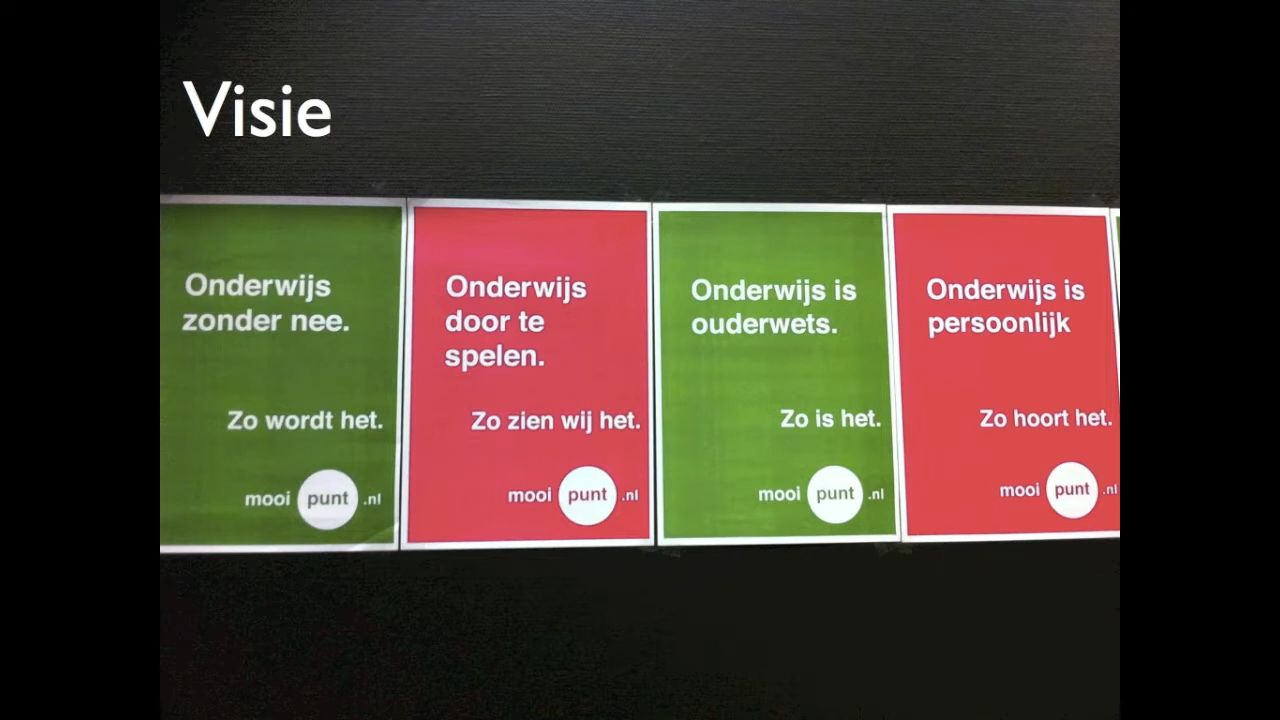 Visie
Onderwijs
zonder nee.
Zo wordt het.
mooi punt .nl
Onderwijs
door te
spelen.
Zo zien wij het.
mooi punt .nl
Onderwijs is
ouderwets.
Zo is het.
mooi punt .nl
Onderwijs is
persoonlijk
Zo hoort het.
mooi punt .nl